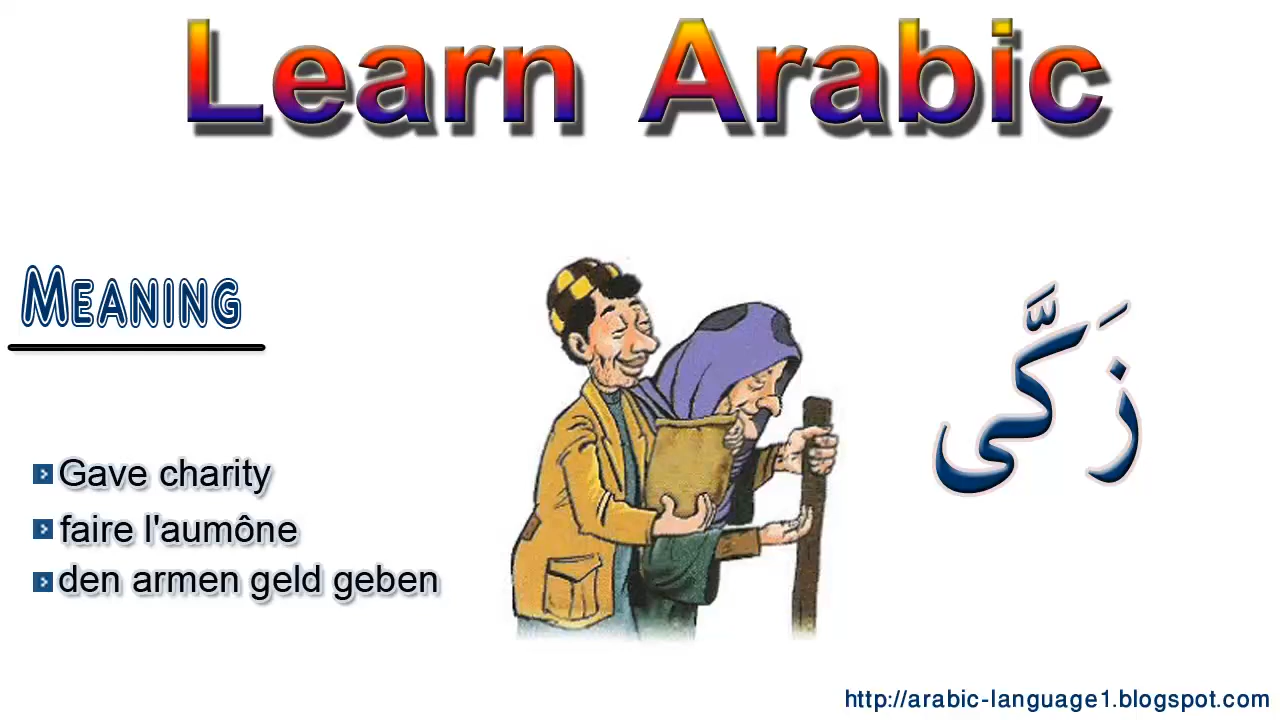 Learn Arabic
MEANING
Gave charity
faire l'aumône
den armen geld geben
زَكَّى
http://arabic-language1.blogspot.com